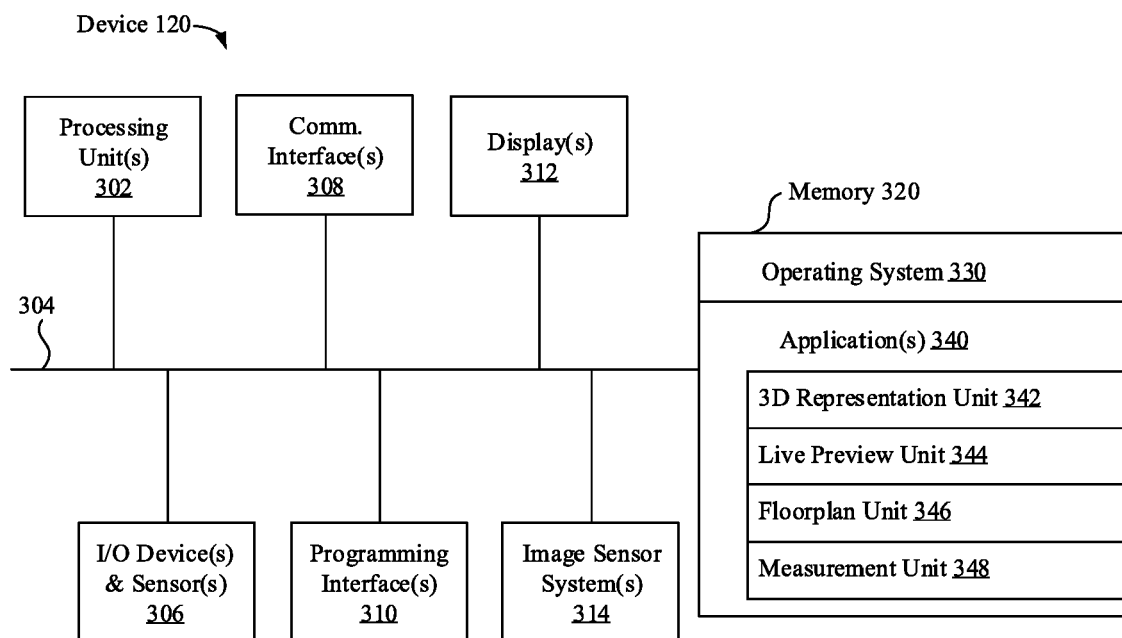 Device 120
Processing
Unit(s)
302
Comm.
Interface(s)
308
Display(s)
312
Memory 320
Operating System 330
304
Application(s) 340
3D Representation Unit 342
Live Preview Unit 344
Floorplan Unit 346
Measurement Unit 348
I/O Device(s)
& Sensor(s)
306
Programming
Interface(s)
310
Image Sensor
System(s)
314